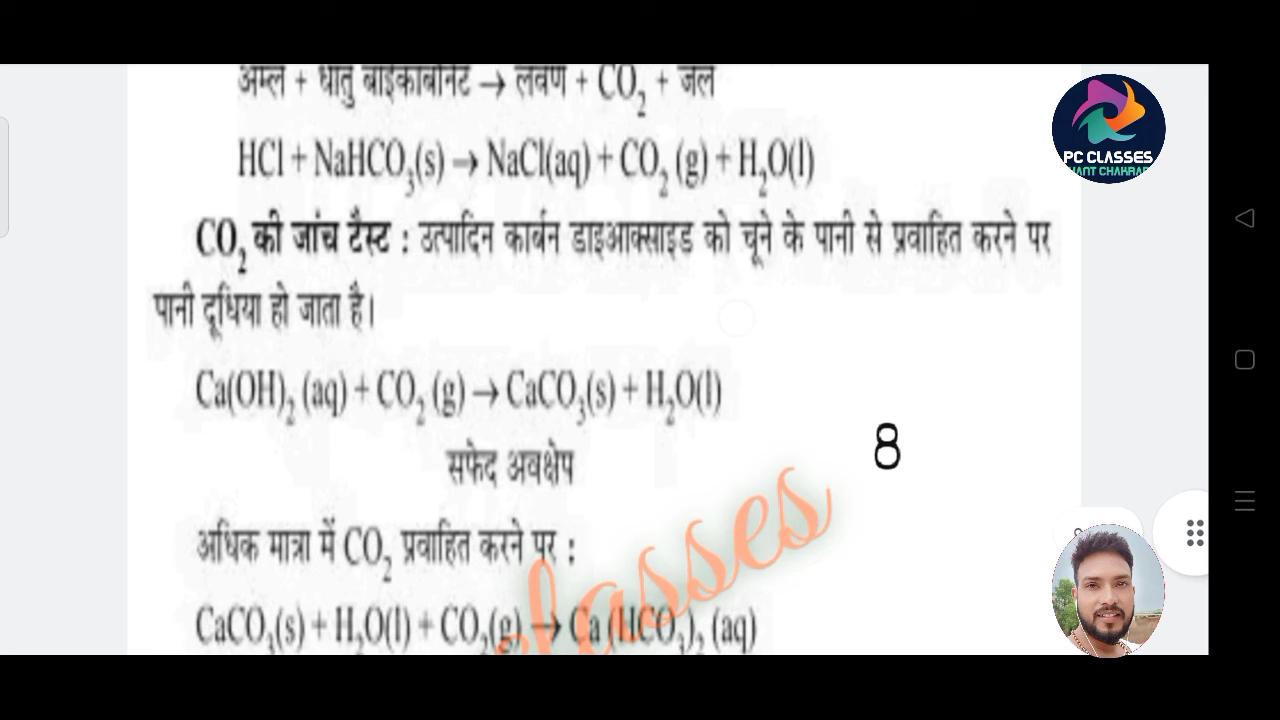 अम्ल + धातु बाईकार्बोनेट → लवण + CO₂ + जल
PC CLASSES
HCl + NaHCO₃(s) → NaCl(aq) + CO₂ (g) + H₂O(l)
CO₂ की जांच टैस्ट : उत्पादिन कार्बन डाइआक्साइड को चूने के पानी से प्रवाहित करने पर
पानी दूधिया हो जाता है।
Ca(OH)₂ (aq) + CO₂ (g) → CaCO₃(s) + H₂O(l)
8
सफेद अवक्षेप
classes
अधिक मात्रा में CO₂ प्रवाहित करने पर :
CaCO₃(s) + H₂O(l) + CO₂(g) → Ca (HCO₃)₂ (aq)